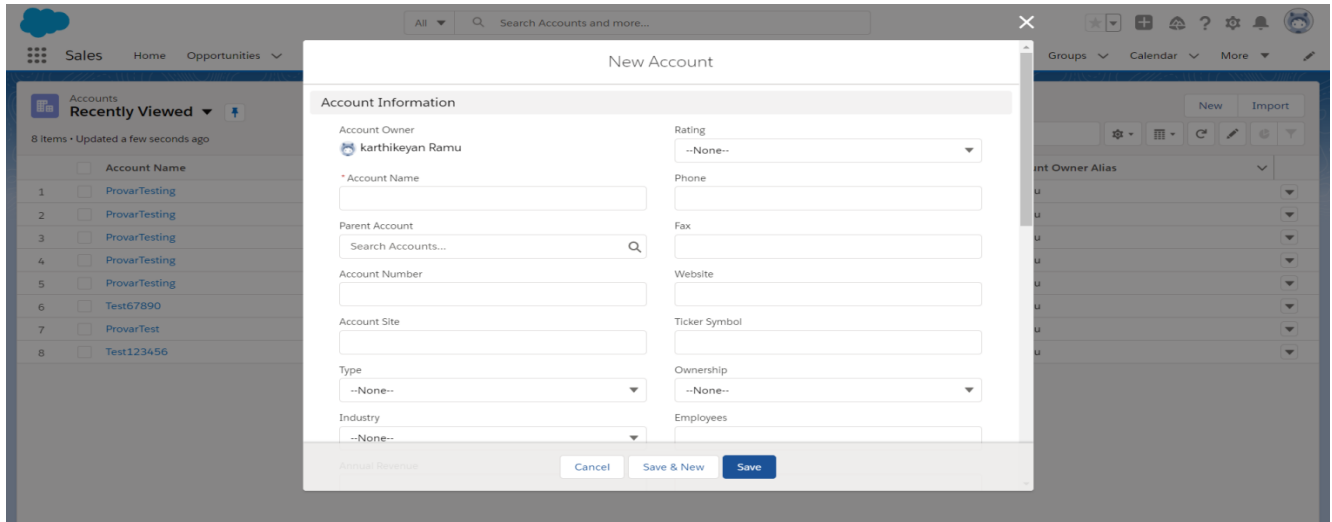 All Search Accounts and more...
Sales Home Opportunities Groups Calendar More
New Account
Accounts
Recently Viewed
New Import
8 items • Updated a few seconds ago
Account Information
Account Owner Rating
karthikeyan Ramu --None--
Account Name unt Owner Alias
*Account Name Phone
1 ProvarTesting u
2 ProvarTesting u
Parent Account Fax
3 ProvarTesting Search Accounts... u
4 ProvarTesting u
Account Number Website
5 ProvarTesting u
6 Test67890 u
Account Site Ticker Symbol
7 ProvarTest u
8 Test123456 u
Type Ownership
--None-- --None--
Industry Employees
--None--
Annual Revenue
Cancel Save & New Save